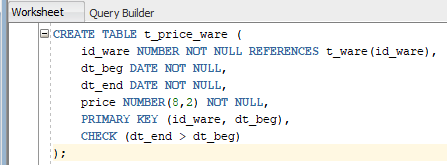 Worksheet Query Builder
CREATE TABLE t_price_ware (
id_ware NUMBER NOT NULL REFERENCES t_ware(id_ware),
dt_beg DATE NOT NULL,
dt_end DATE NOT NULL,
price NUMBER(8,2) NOT NULL,
PRIMARY KEY (id_ware, dt_beg),
CHECK (dt_end > dt_beg)
);